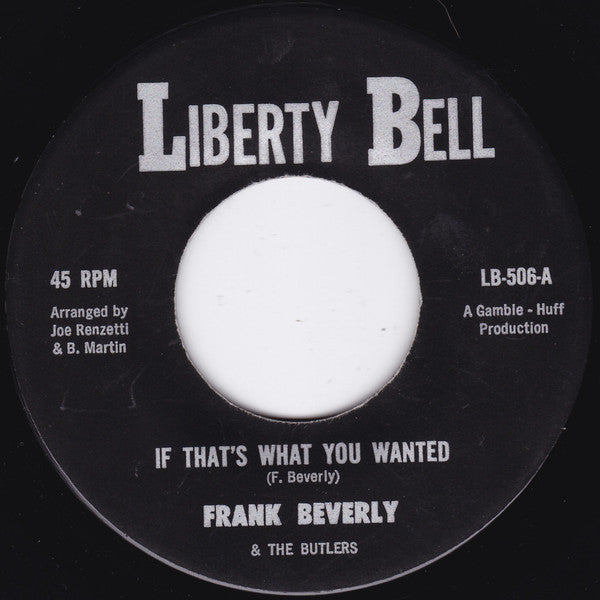 LIBERTY BELL
45 RPM
Arranged by
Joe Renzetti
& B. Martin
LB-506-A
A Gamble - Huff
Production
IF THAT'S WHAT YOU WANTED
(F. Beverly)
FRANK BEVERLY
& THE BUTLERS